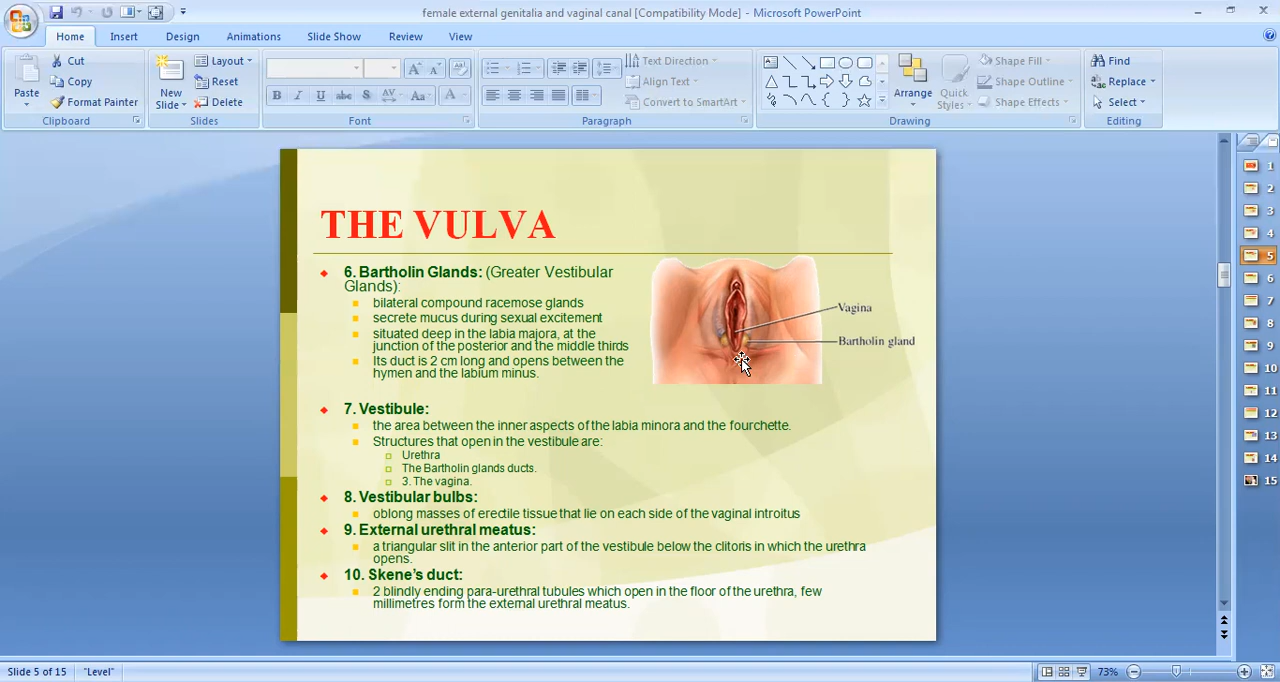 female external genitalia and vaginal canal [Compatibility Mode] - Microsoft PowerPoint
Home Insert Design Animations Slide Show Review View
Paste
Cut
Copy
Format Painter
Clipboard
New
Slide
Layout
Reset
Delete
Slides
B I U abc S AV Aa A
Font
Text Direction
Align Text
Convert to SmartArt
Paragraph
Arrange
Quick
Styles
Shape Fill
Shape Outline
Shape Effects
Drawing
Find
Replace
Select
Editing
THE VULVA
6. Bartholin Glands: (Greater Vestibular
Glands):
bilateral compound racemose glands
secrete mucus during sexual excitement
situated deep in the labia majora, at the
junction of the posterior and the middle thirds
Its duct is 2 cm long and opens between the
hymen and the labium minus.
Vagina
Bartholin gland
7. Vestibule:
the area between the inner aspects of the labia minora and the fourchette.
Structures that open in the vestibule are:
Urethra
The Bartholin glands ducts.
3. The vagina.
8. Vestibular bulbs:
oblong masses of erectile tissue that lie on each side of the vaginal introitus
9. External urethral meatus:
a triangular slit in the anterior part of the vestibule below the clitoris in which the urethra
opens.
10. Skene's duct:
2 blindly ending para-urethral tubules which open in the floor of the urethra, few
millimetres form the external urethral meatus.
1
2
3
4
5
6
7
8
9
10
11
12
13
14
15
Slide 5 of 15 "Level" 73%